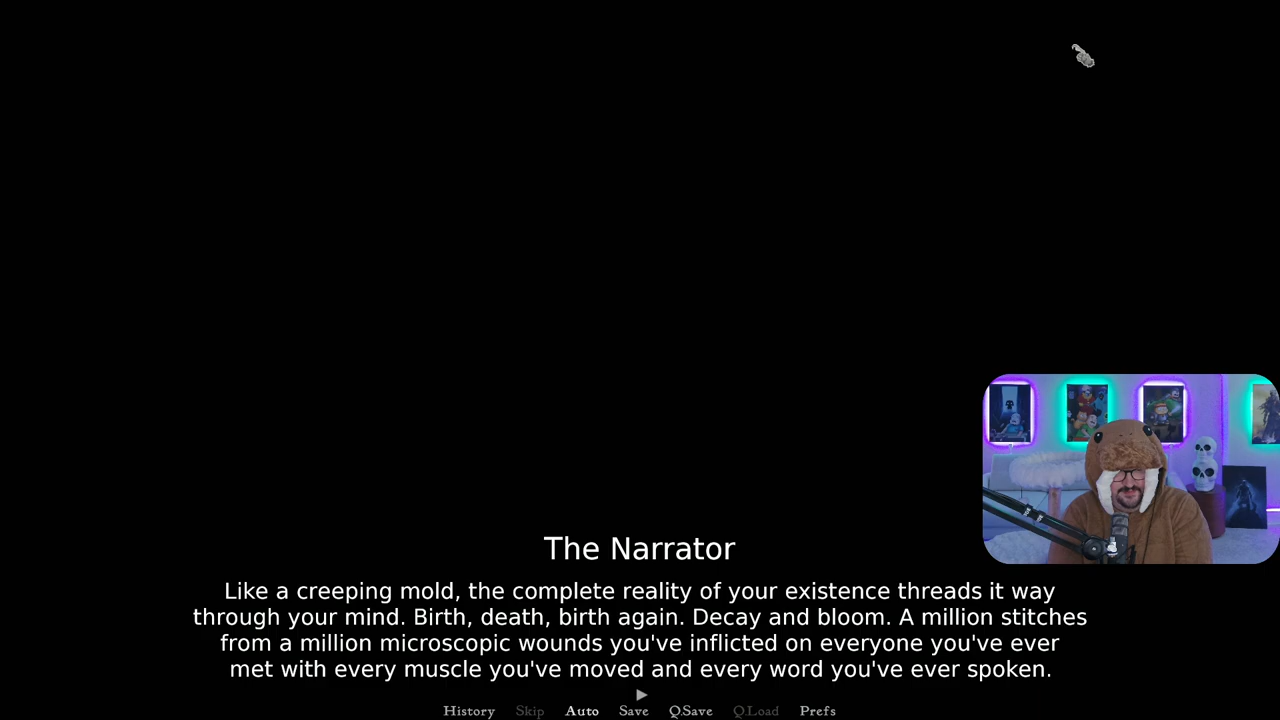 The Narrator
Like a creeping mold, the complete reality of your existence threads it way
through your mind. Birth, death, birth again. Decay and bloom. A million stitches
from a million microscopic wounds you've inflicted on everyone you've ever
met with every muscle you've moved and every word you've ever spoken.
History Skip Auto Save Q.Save Q.Load Prefs